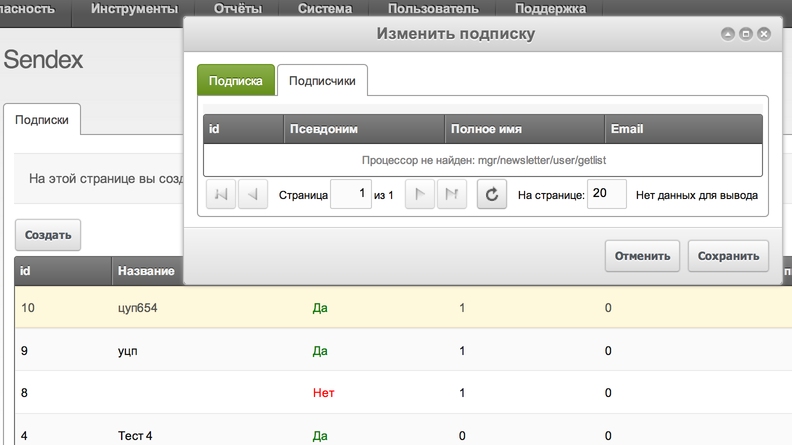 Инструменты Отчёты Система Пользователь Поддержка
Изменить подписку
Sendex
Подписка Подписчики
Подписки
id Псевдоним Полное имя Email
Процессор не найден: mgr/newsletter/user/getlist
На этой странице вы
Страница 1 из 1 На странице: 20 Нет данных для вывода
Создать
Отменить Сохранить
id Название
10 цуп654 Да 1 0
9 уцп Да 1 0
8 Нет 1 0
4 Тест 4 Да 0 0